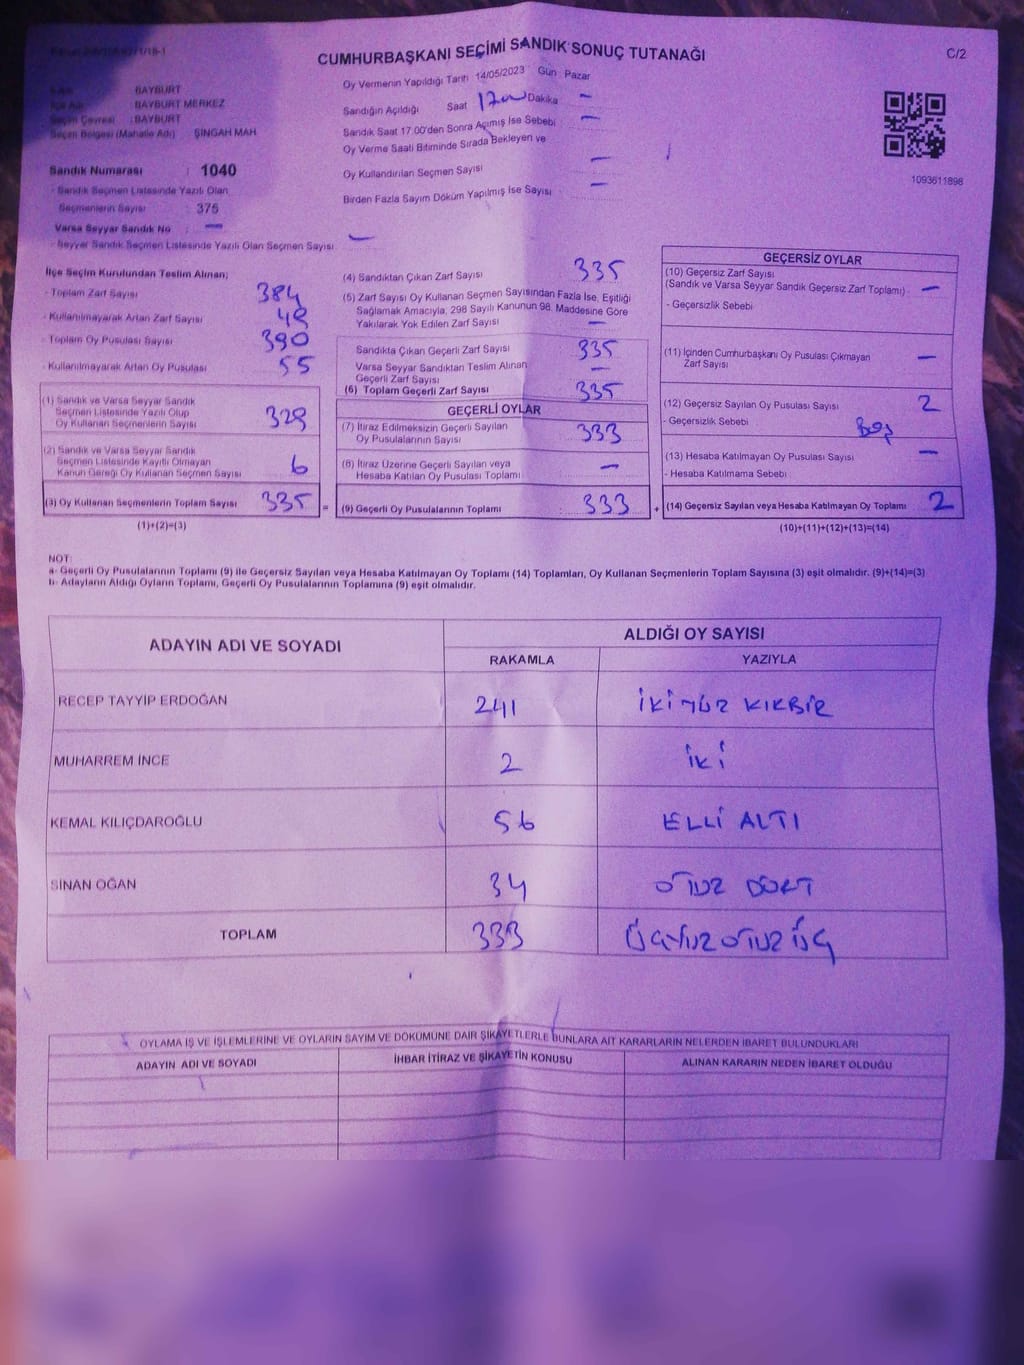 CUMHURBAŞKANI SEÇİMİ SANDIK SONUÇ TUTANAĞI
C/2
BAYBURT
BAYBURT MERKEZ
Seçim Çevresi : BAYBURT
Seçim Bölgesi (Mahalle Adı) ŞINGAH MAH
Sandık Numarası : 1040
- Sandık Seçmen Listesinde Yazılı Olan
Seçmenlerin Sayısı : 375
Varsa Seyyar Sandık No : —
- Seyyar Sandık Seçmen Listesinde Yazılı Olan Seçmen Sayısı : —
Oy Vermenin Yapıldığı Tarih 14/05/2023 Gün : Pazar
Sandığın Açıldığı Saat 17 00 Dakika —
Sandık Saat 17.00'den Sonra Açımış İse Sebebi : —
Oy Verme Saati Bitiminde Sırada Bekleyen ve
Oy Kullandırılan Seçmen Sayısı —
Birden Fazla Sayım Döküm Yapılmış İse Sayısı —
1093611898
İlçe Seçim Kurulundan Teslim Alınan;
- Toplam Zarf Sayısı 384
- Kullanılmayarak Artan Zarf Sayısı 49
- Toplam Oy Pusulası Sayısı 390
- Kullanılmayarak Artan Oy Pusulası 55
(1) Sandık ve Varsa Seyyar Sandık
Seçmen Listesinde Yazılı Olup
Oy Kullanan Seçmenlerin Sayısı 329
(2) Sandık ve Varsa Seyyar Sandık
Seçmen Listesinde Kayıtlı Olmayan
Kanun Gereği Oy Kullanan Seçmen Sayısı 6
(3) Oy Kullanan Seçmenlerin Toplam Sayısı 335
(1)+(2)=(3)
(4) Sandıktan Çıkan Zarf Sayısı 335
(5) Zarf Sayısı Oy Kullanan Seçmen Sayısından Fazla İse, Eşitliği
Sağlamak Amacıyla, 298 Sayılı Kanunun 98. Maddesine Göre
Yakılarak Yok Edilen Zarf Sayısı —
Sandıkta Çıkan Geçerli Zarf Sayısı 335
Varsa Seyyar Sandıktan Teslim Alınan
Geçerli Zarf Sayısı —
(6) Toplam Geçerli Zarf Sayısı 335
GEÇERLİ OYLAR
(7) İtiraz Edilmeksizin Geçerli Sayılan
Oy Pusulalarının Sayısı 333
(8) İtiraz Üzerine Geçerli Sayılan veya
Hesaba Katılan Oy Pusulası Toplamı : —
= (9) Geçerli Oy Pusulalarının Toplamı : 333
GEÇERSİZ OYLAR
(10) Geçersiz Zarf Sayısı
(Sandık ve Varsa Seyyar Sandık Geçersiz Zarf Toplamı) —
- Geçersizlik Sebebi
(11) İçinden Cumhurbaşkanı Oy Pusulası Çıkmayan
Zarf Sayısı —
(12) Geçersiz Sayılan Oy Pusulası Sayısı 2
- Geçersizlik Sebebi Boş
(13) Hesaba Katılmayan Oy Pusulası Sayısı —
- Hesaba Katılmama Sebebi
+ (14) Geçersiz Sayılan veya Hesaba Katılmayan Oy Toplamı 2
(10)+(11)+(12)+(13)=(14)
NOT:
a- Geçerli Oy Pusulalarının Toplamı (9) ile Geçersiz Sayılan veya Hesaba Katılmayan Oy Toplamı (14) Toplamları, Oy Kullanan Seçmenlerin Toplam Sayısına (3) eşit olmalıdır. (9)+(14)=(3)
b- Adayların Aldığı Oyların Toplamı, Geçerli Oy Pusulalarının Toplamına (9) eşit olmalıdır.
ADAYIN ADI VE SOYADI
ALDIĞI OY SAYISI
RAKAMLA YAZIYLA
RECEP TAYYİP ERDOĞAN 241 İKİ YÜZ KIRBİR
MUHARREM İNCE 2 İKİ
KEMAL KILIÇDAROĞLU 56 ELLİ ALTI
SİNAN OĞAN 34 OTUZ DÖRT
TOPLAM 333 ÜÇ YÜZ OTUZ ÜÇ
OYLAMA İŞ VE İŞLEMLERİNE VE OYLARIN SAYIM VE DÖKÜMÜNE DAİR ŞİKAYETLERLE BUNLARA AİT KARARLARIN NELERDEN İBARET BULUNDUKLARI
ADAYIN ADI VE SOYADI İHBAR İTİRAZ VE ŞİKAYETİN KONUSU ALINAN KARARIN NEDEN İBARET OLDUĞU